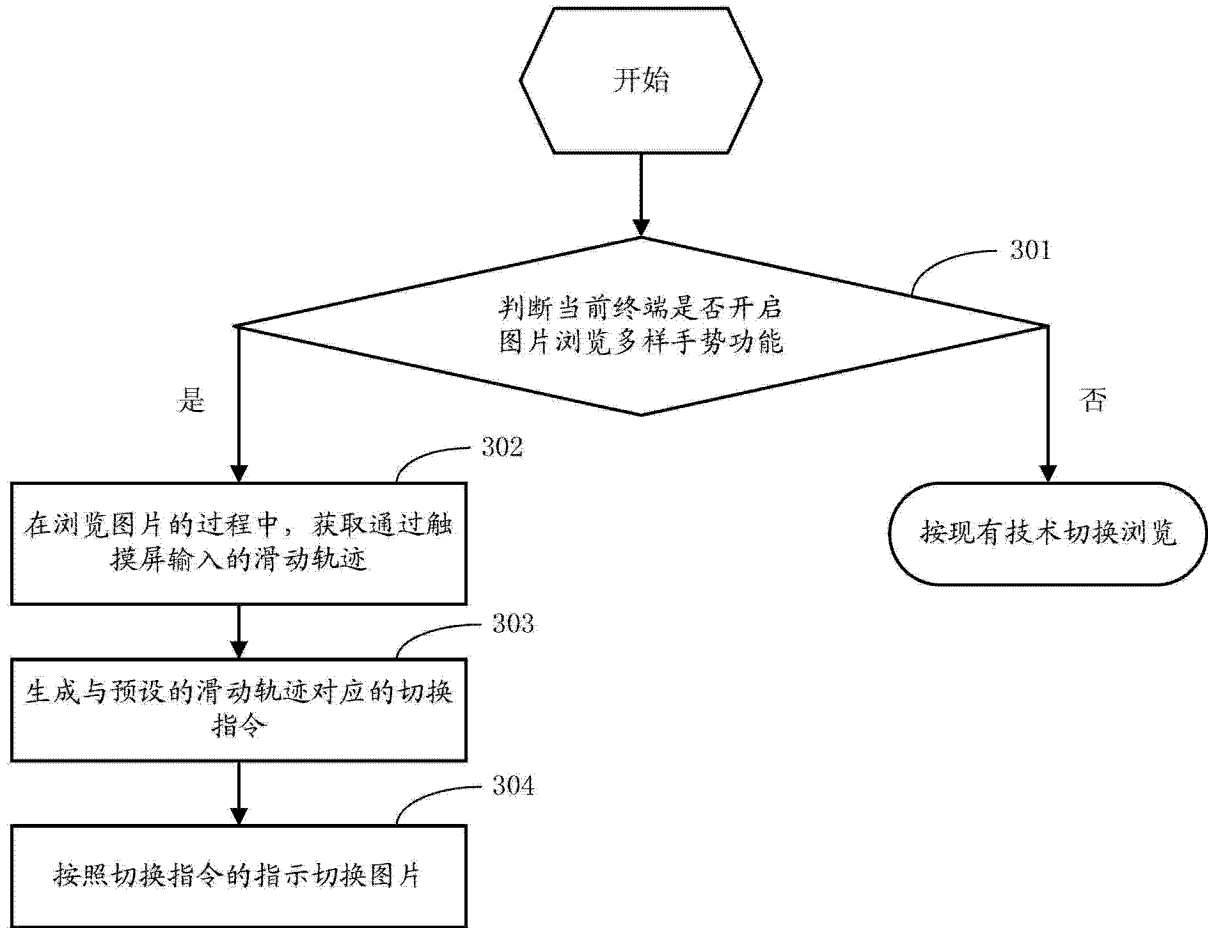 开始
301
判断当前终端是否开启
图片浏览多样手势功能
是
否
302
在浏览图片的过程中，获取通过触
摸屏输入的滑动轨迹
按现有技术切换浏览
303
生成与预设的滑动轨迹对应的切换
指令
304
按照切换指令的指示切换图片